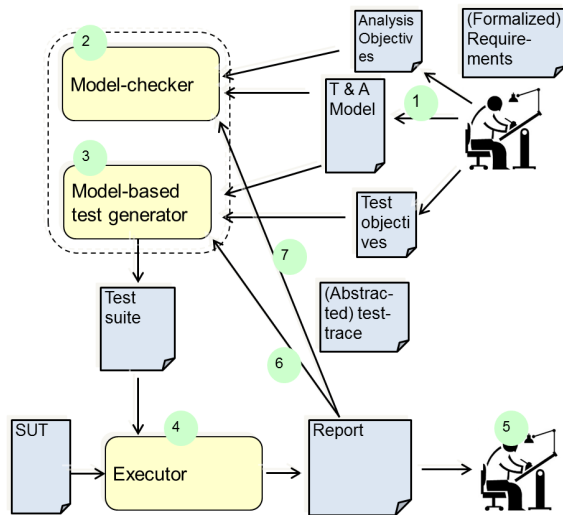 2
Model-checker
3
Model-based
test generator
Analysis
Objectiv
es
(Formalized)
Require-
ments
T & A
Model
1
Test
objecti
ves
7
Test
suite
(Abstrac-
ted) test-
trace
6
SUT
4
Executor
Report
5